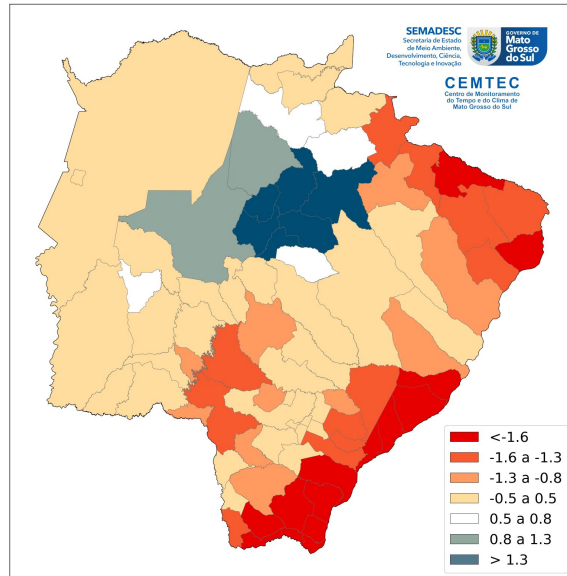 SEMADESC
Secretaria de Estado
de Meio Ambiente,
Desenvolvimento, Ciência,
Tecnologia e Inovação
GOVERNO DE
Mato
Grosso
do Sul
CEMTEC
Centro de Monitoramento
do Tempo e do Clima de
Mato Grosso do Sul
<-1.6
-1.6 a -1.3
-1.3 a -0.8
-0.5 a 0.5
0.5 a 0.8
0.8 a 1.3
> 1.3